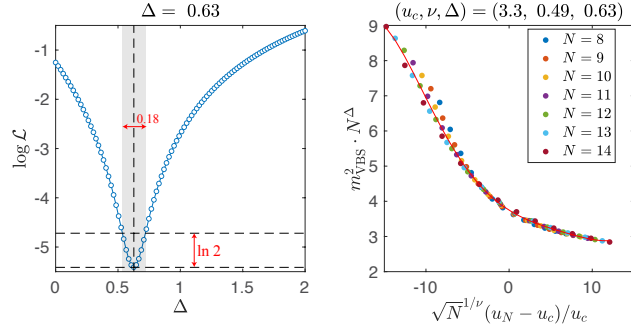 Δ = 0.63
log 𝓛
-1
-2
-3
-4
-5
0.18
ln 2
0 0.5 1 1.5 2
Δ
(u_c, ν, Δ) = (3.3, 0.49, 0.63)
m²_VBS · N^Δ
9
8
7
6
5
4
3
2
N = 8
N = 9
N = 10
N = 11
N = 12
N = 13
N = 14
-10 0 10
√N^{1/ν}(u_N − u_c)/u_c